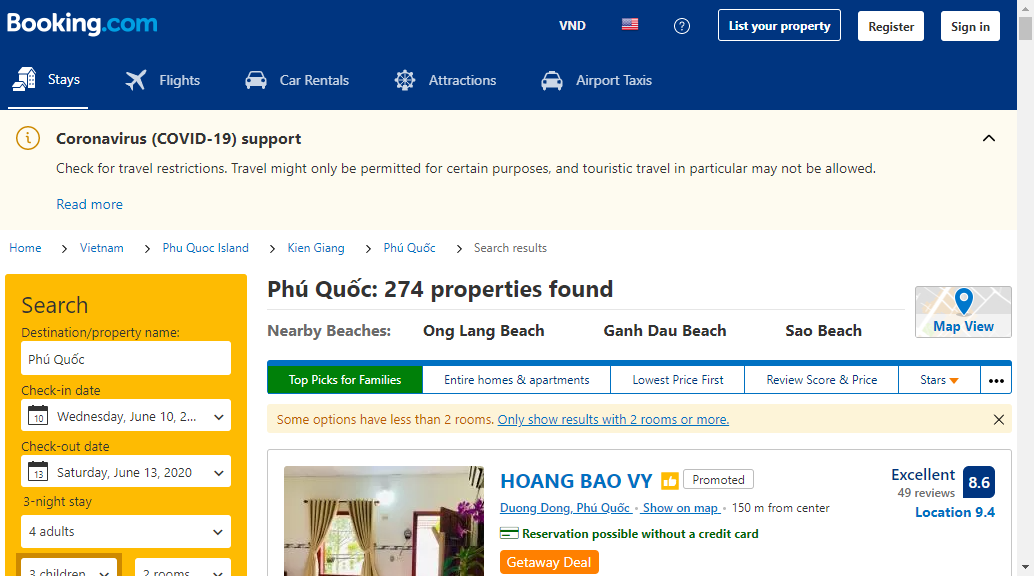 Booking.com
VND
List your property
Register
Sign in
Stays
Flights
Car Rentals
Attractions
Airport Taxis
Coronavirus (COVID-19) support
Check for travel restrictions. Travel might only be permitted for certain purposes, and touristic travel in particular may not be allowed.
Read more
Home
Vietnam
Phu Quoc Island
Kien Giang
Phú Quốc
Search results
Search
Destination/property name:
Phú Quốc
Check-in date
10
Wednesday, June 10, 2...
Check-out date
13
Saturday, June 13, 2020
3-night stay
4 adults
3 children
2 rooms
Phú Quốc: 274 properties found
Nearby Beaches: Ong Lang Beach Ganh Dau Beach Sao Beach
Map View
Top Picks for Families
Entire homes & apartments
Lowest Price First
Review Score & Price
Stars
Some options have less than 2 rooms. Only show results with 2 rooms or more.
HOANG BAO VY
Promoted
Duong Dong, Phú Quốc • Show on map • 150 m from center
Reservation possible without a credit card
Getaway Deal
Excellent
49 reviews
8.6
Location 9.4